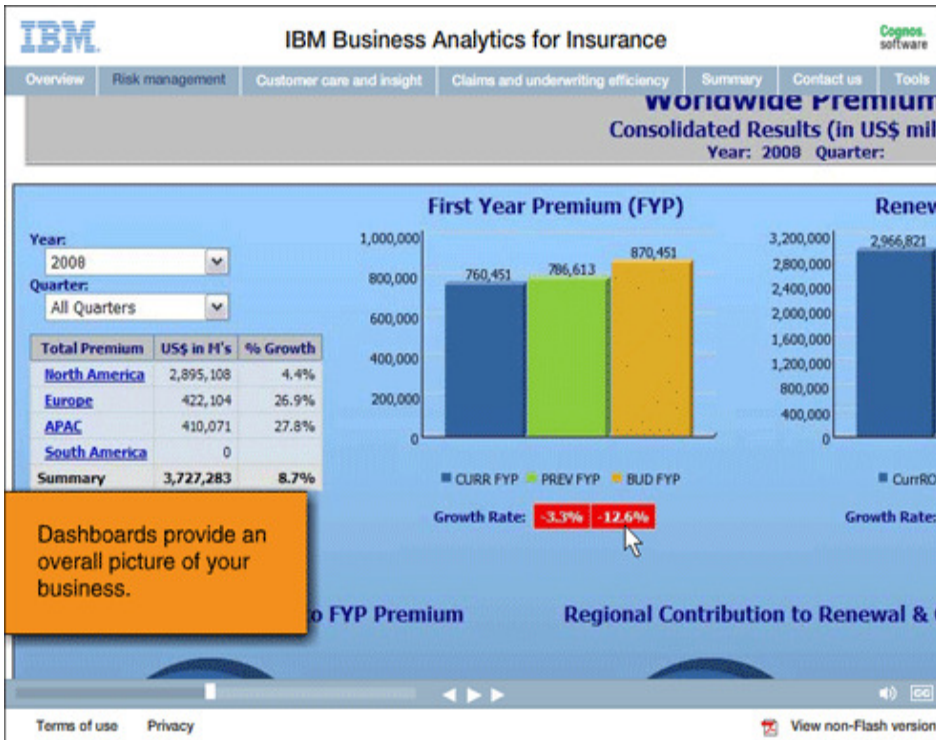 IBM
IBM Business Analytics for Insurance
Cognos.
software
Overview Risk management Customer care and insight Claims and underwriting efficiency Summary Contact us Tools
Worldwide Premium
Consolidated Results (in US$ mil
Year: 2008 Quarter:
First Year Premium (FYP)
Renew
Year:
2008
Quarter:
All Quarters
Total Premium US$ in M's % Growth
North America 2,895,108 4.4%
Europe 422,104 26.9%
APAC 410,071 27.8%
South America 0
Summary 3,727,283 8.7%
1,000,000
800,000
600,000
400,000
200,000
0
760,451 786,613 870,451
CURR FYP PREV FYP BUD FYP
Growth Rate: -3.3% -12.6%
3,200,000
2,800,000
2,400,000
2,000,000
1,600,000
1,200,000
800,000
400,000
0
2,966,821
CurrRO
Growth Rate:
Dashboards provide an
overall picture of your
business.
to FYP Premium
Regional Contribution to Renewal &
CC
Terms of use Privacy
View non-Flash version